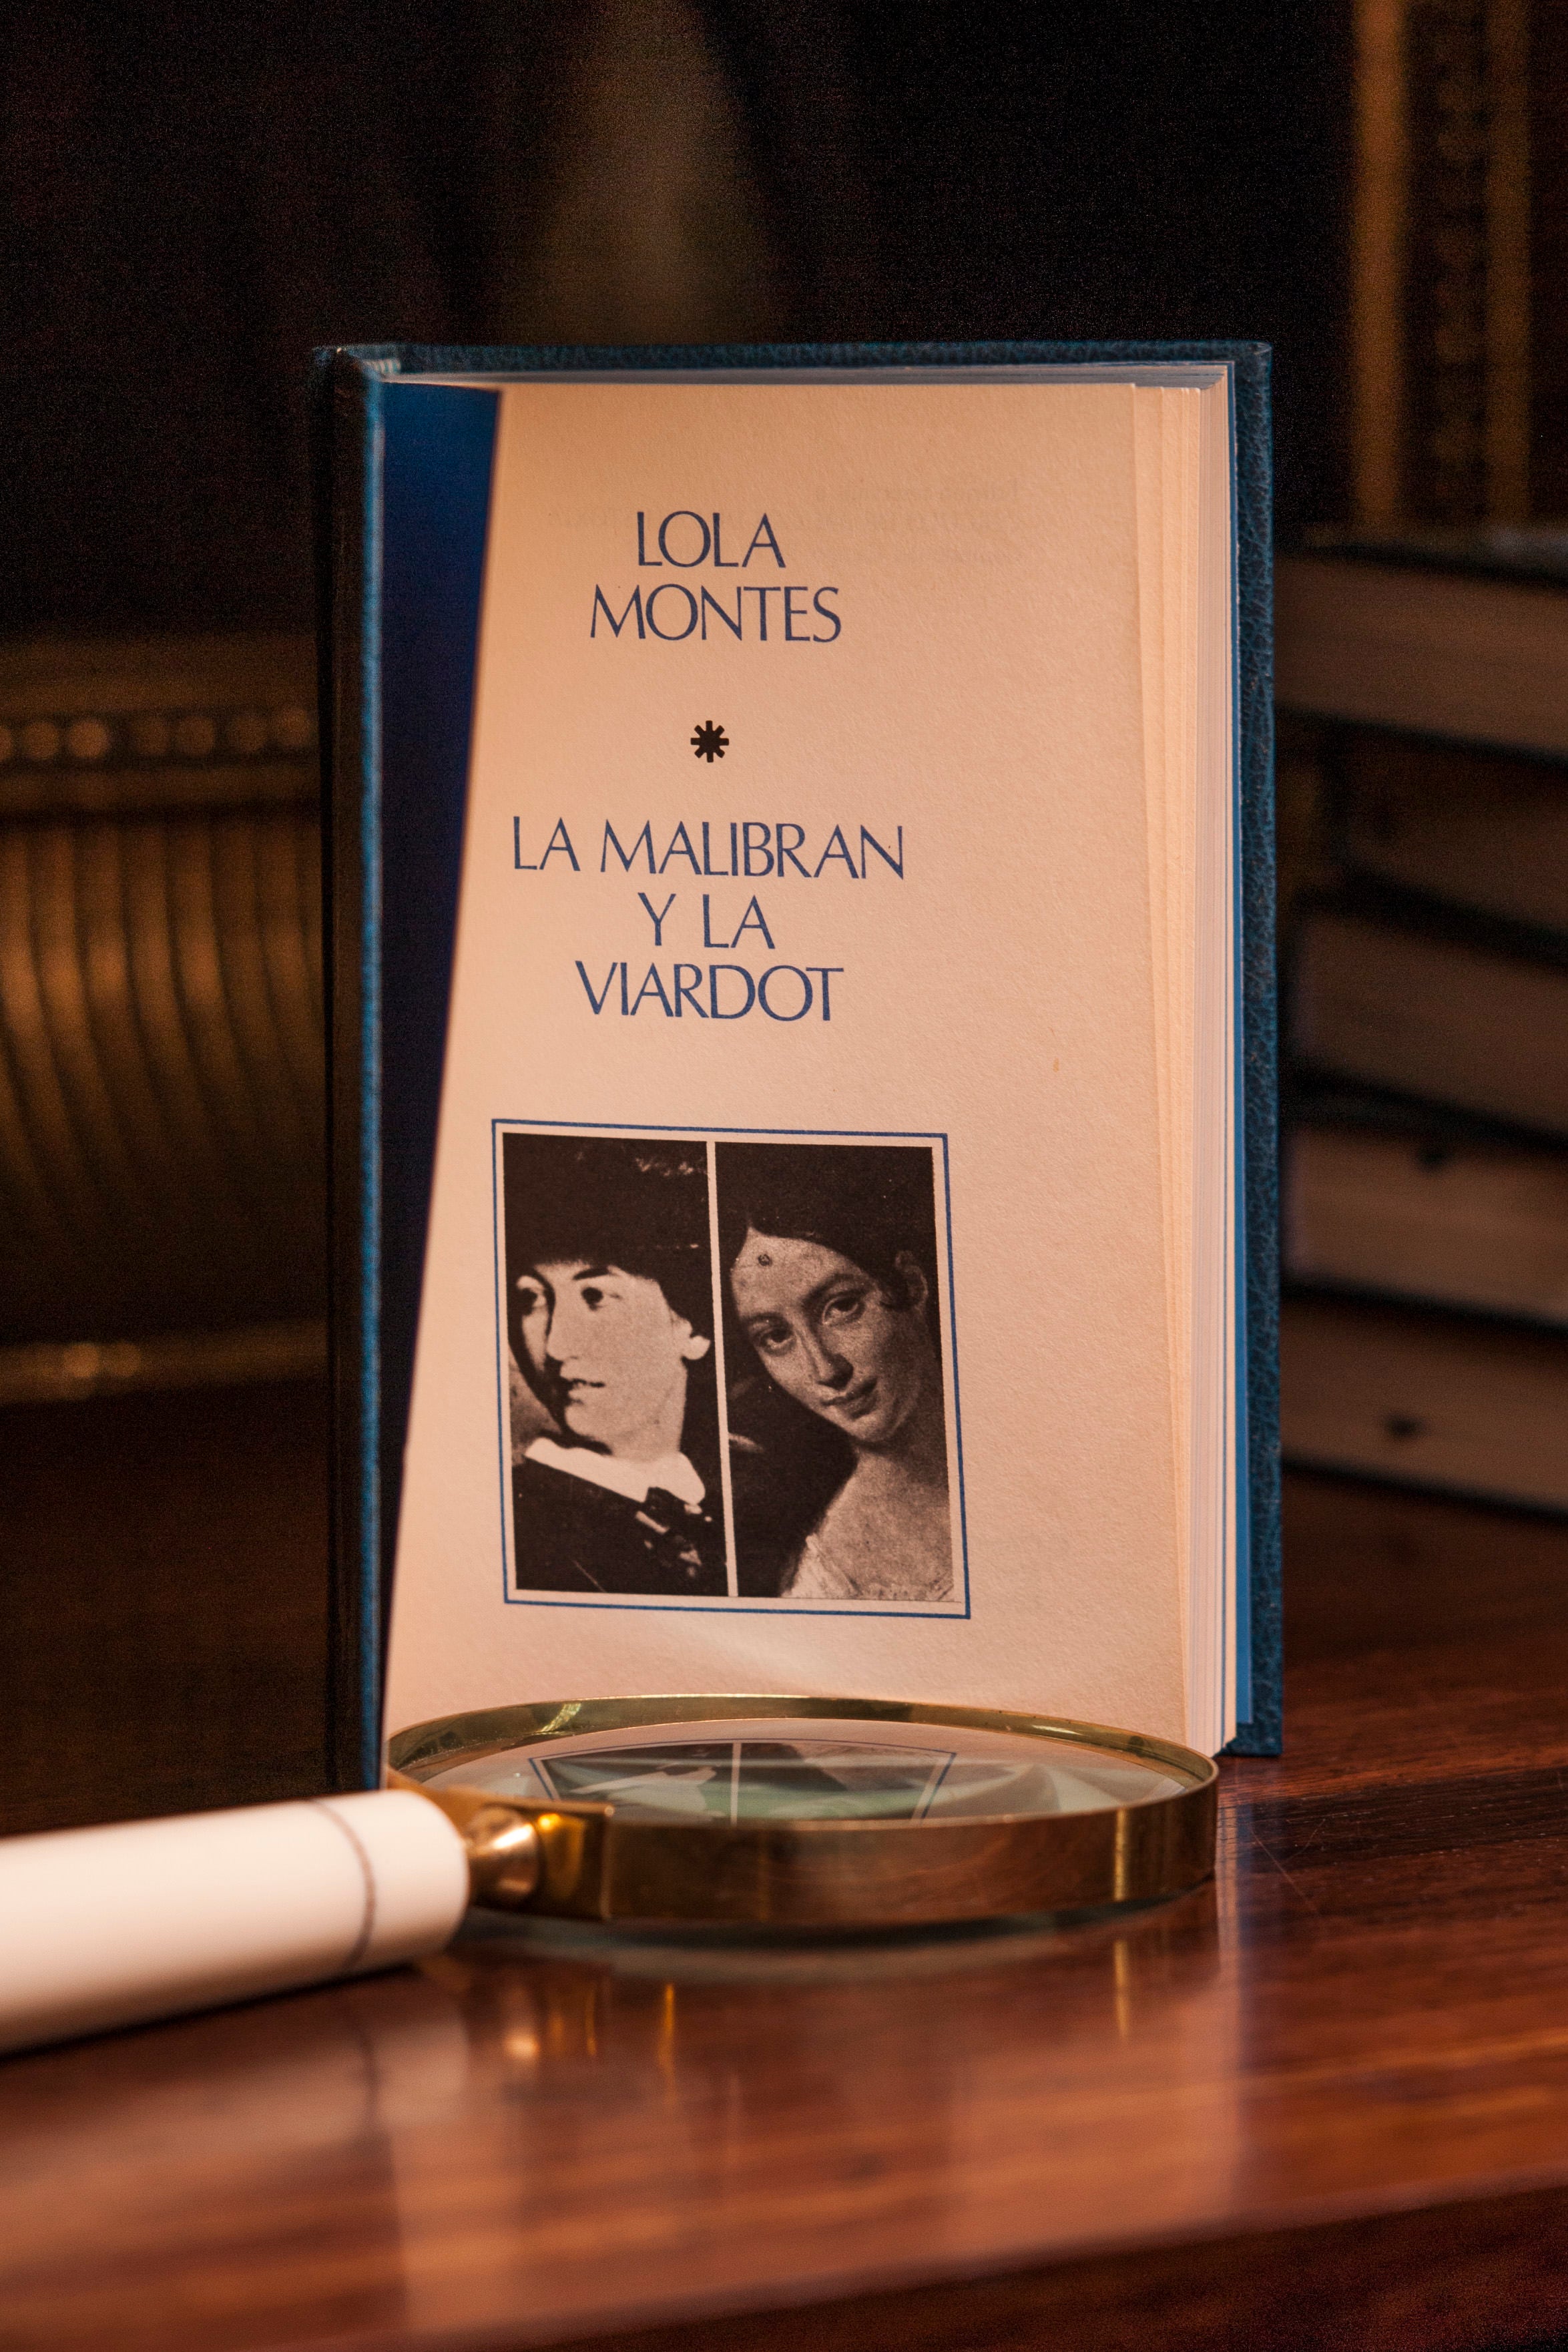 LOLA
MONTES
*
LA MALIBRAN
Y LA
VIARDOT